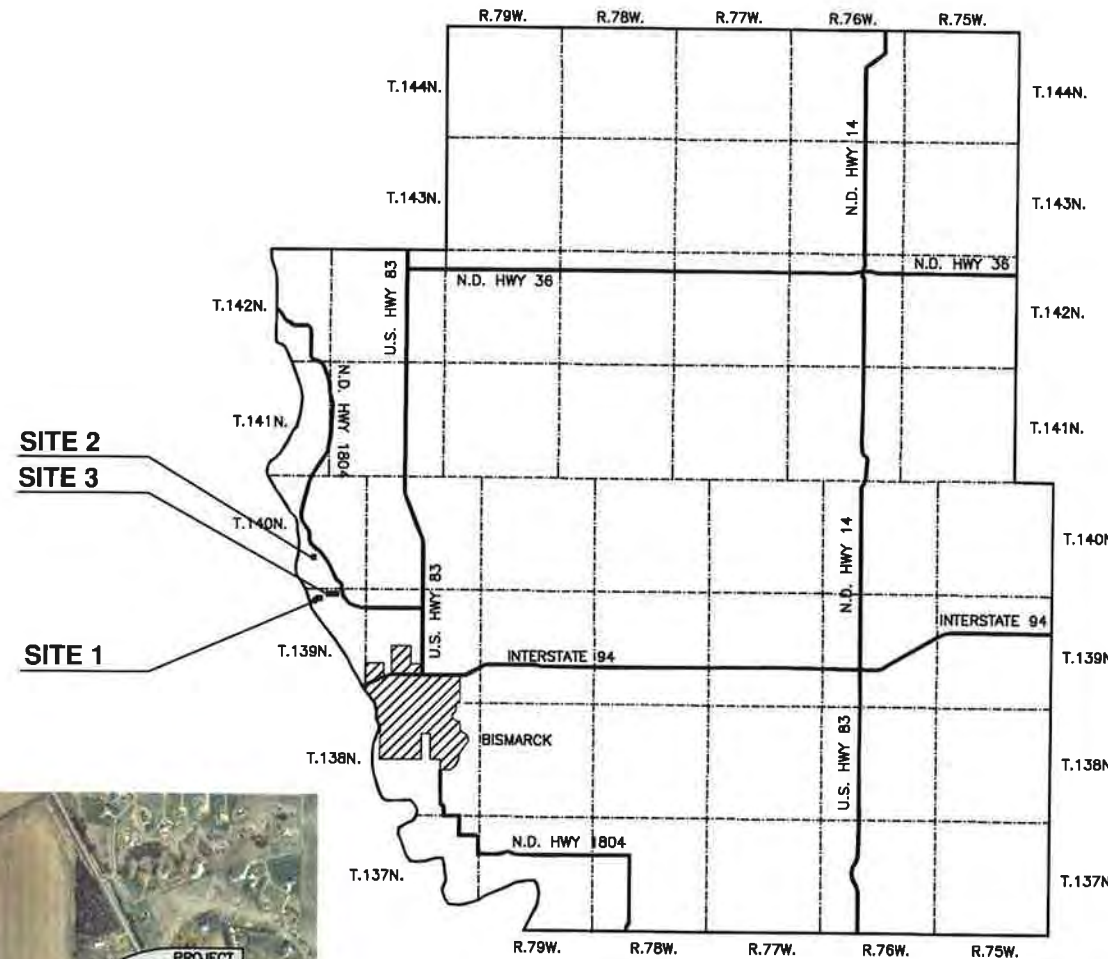 R.79W. R.78W. R.77W. R.76W. R.75W.
T.144N. T.144N.
N.D. HWY 14
T.143N. T.143N.
U.S. HWY 83
N.D. HWY 36
N.D. HWY 36
T.142N. T.142N.
N.D. HWY 1804
T.141N. T.141N.
SITE 2
SITE 3
T.140N. T.140N
N.D. HWY 14
U.S. HWY 83
INTERSTATE 94
SITE 1
T.139N. T.139N
INTERSTATE 94
U.S. HWY 83
BISMARCK
T.138N. T.138N
N.D. HWY 1804
T.137N. T.137N
PROJECT
R.79W. R.78W. R.77W. R.76W. R.75W.